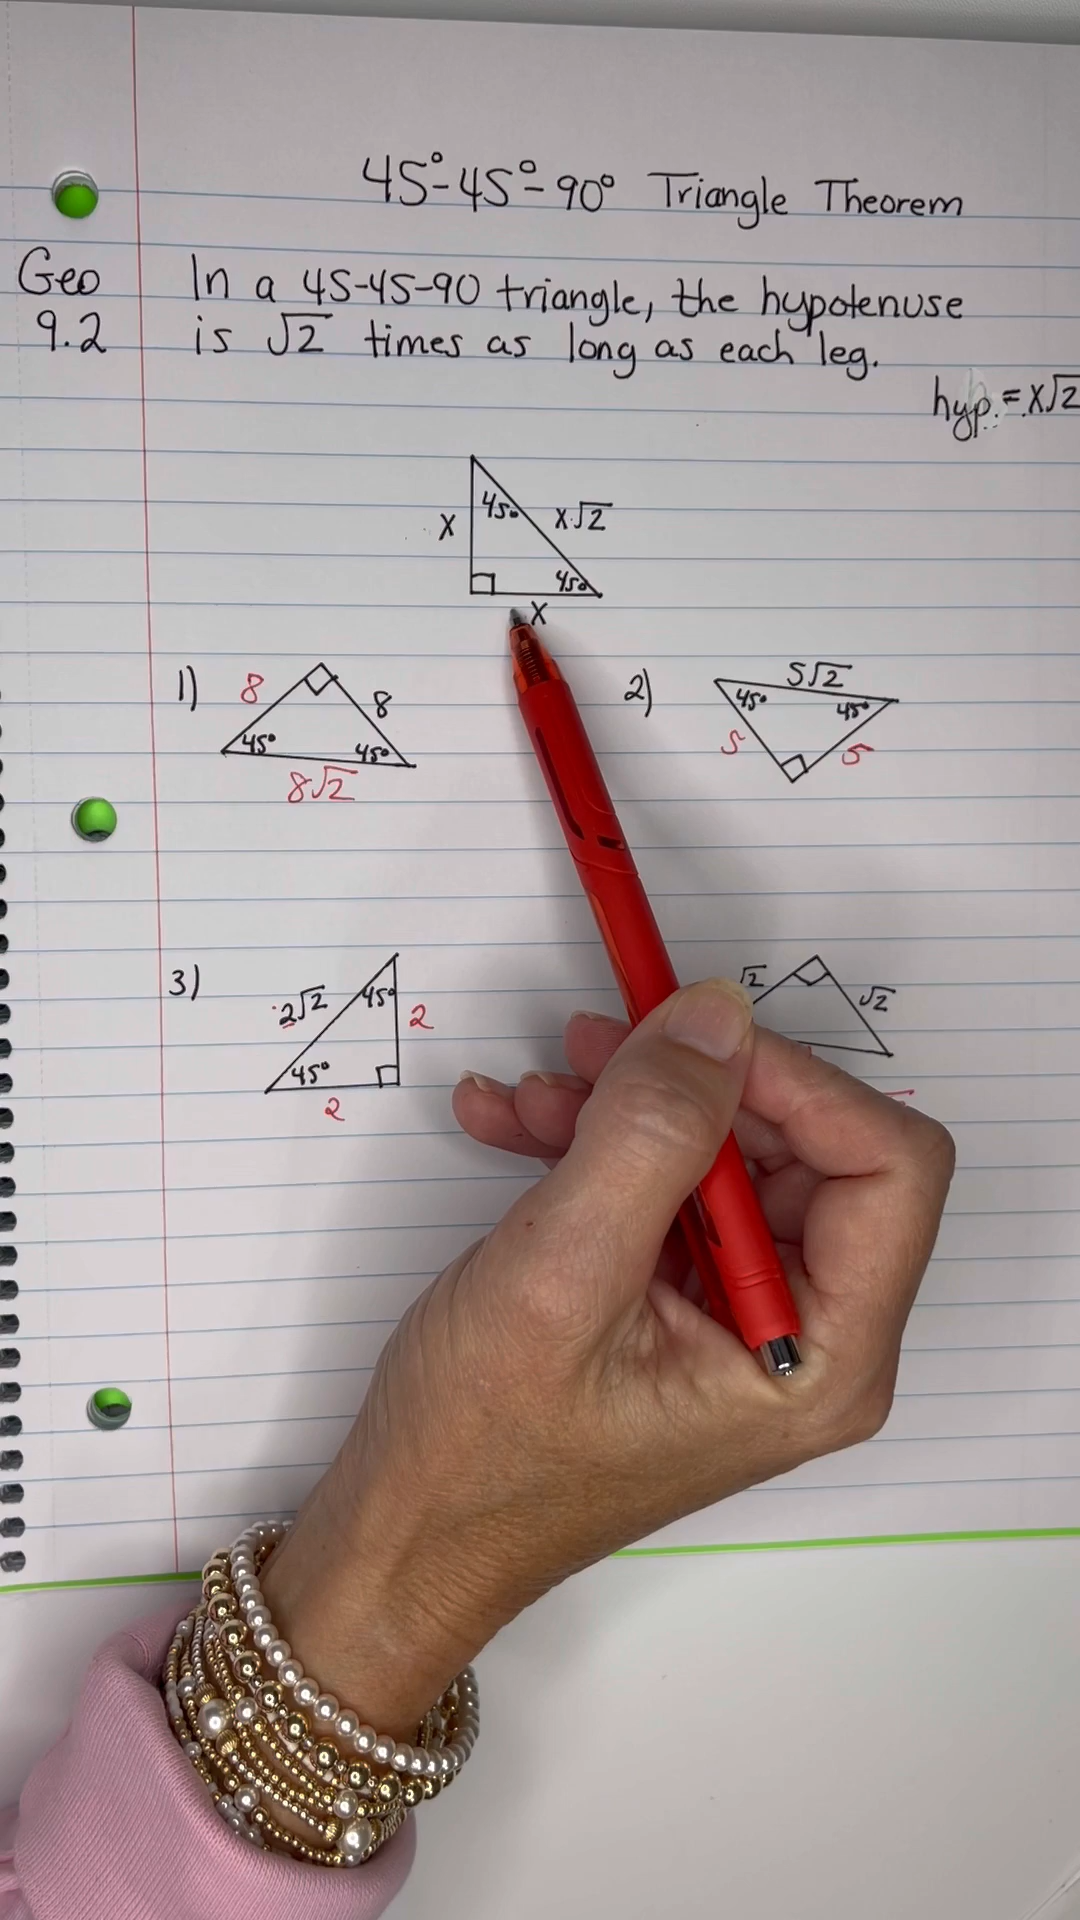 45°-45°-90° Triangle Theorem
Geo
9.2
In a 45-45-90 triangle, the hypotenuse
is √2 times as long as each leg.
hyp. = x√2
45°
x
x·√2
45°
x
1)
8
8
45°
45°
8√2
2)
5√2
45°
45°
5
5
3)
2√2
45°
2
45°
2
√2
√2